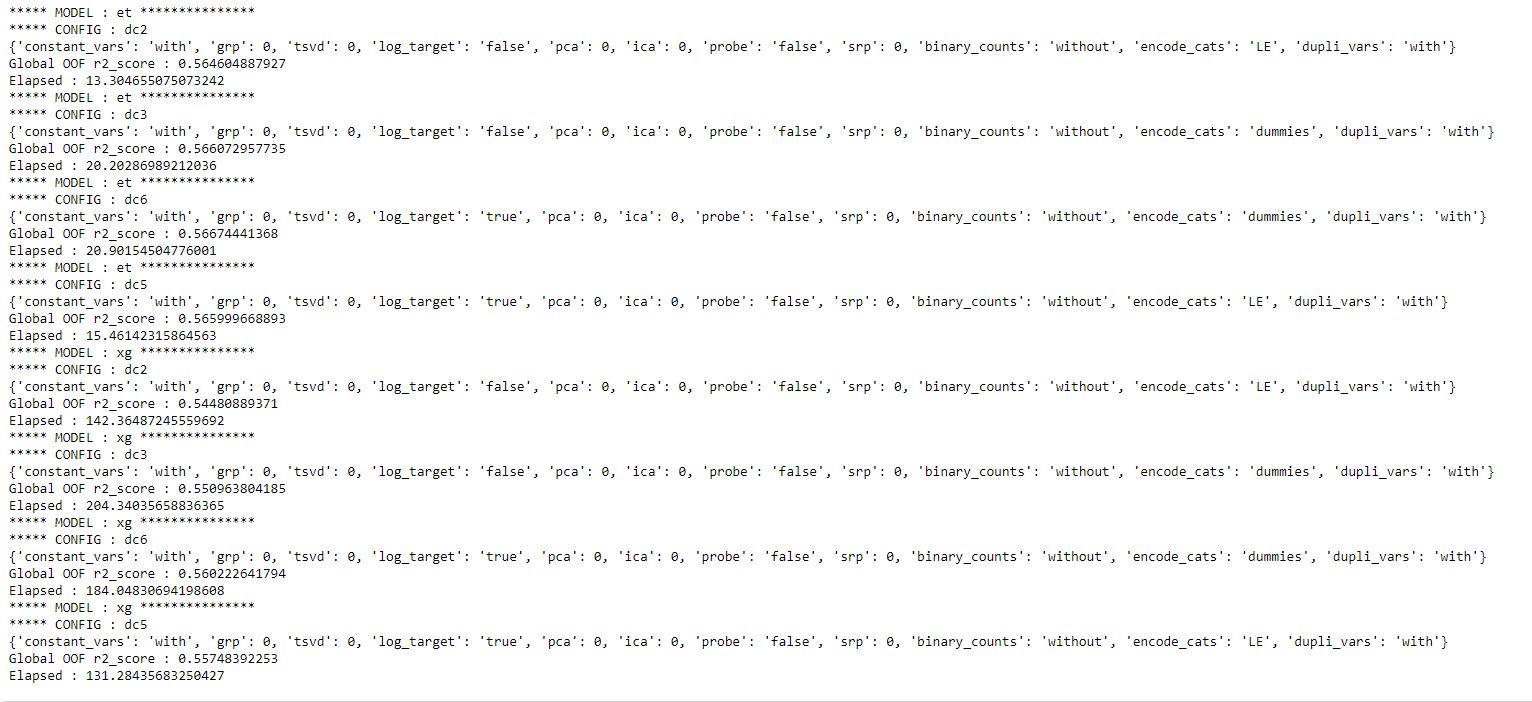 ***** MODEL : et ***************
***** CONFIG : dc2
{'constant_vars': 'with', 'grp': 0, 'tsvd': 0, 'log_target': 'false', 'pca': 0, 'ica': 0, 'probe': 'false', 'srp': 0, 'binary_counts': 'without', 'encode_cats': 'LE', 'dupli_vars': 'with'}
Global OOF r2_score : 0.564604887927
Elapsed : 13.304655075073242
***** MODEL : et ***************
***** CONFIG : dc3
{'constant_vars': 'with', 'grp': 0, 'tsvd': 0, 'log_target': 'false', 'pca': 0, 'ica': 0, 'probe': 'false', 'srp': 0, 'binary_counts': 'without', 'encode_cats': 'dummies', 'dupli_vars': 'with'}
Global OOF r2_score : 0.566072957735
Elapsed : 20.20286989212036
***** MODEL : et ***************
***** CONFIG : dc6
{'constant_vars': 'with', 'grp': 0, 'tsvd': 0, 'log_target': 'true', 'pca': 0, 'ica': 0, 'probe': 'false', 'srp': 0, 'binary_counts': 'without', 'encode_cats': 'dummies', 'dupli_vars': 'with'}
Global OOF r2_score : 0.56674441368
Elapsed : 20.90154504776001
***** MODEL : et ***************
***** CONFIG : dc5
{'constant_vars': 'with', 'grp': 0, 'tsvd': 0, 'log_target': 'true', 'pca': 0, 'ica': 0, 'probe': 'false', 'srp': 0, 'binary_counts': 'without', 'encode_cats': 'LE', 'dupli_vars': 'with'}
Global OOF r2_score : 0.565999668893
Elapsed : 15.46142315864563
***** MODEL : xg ***************
***** CONFIG : dc2
{'constant_vars': 'with', 'grp': 0, 'tsvd': 0, 'log_target': 'false', 'pca': 0, 'ica': 0, 'probe': 'false', 'srp': 0, 'binary_counts': 'without', 'encode_cats': 'LE', 'dupli_vars': 'with'}
Global OOF r2_score : 0.54480889371
Elapsed : 142.36487245559692
***** MODEL : xg ***************
***** CONFIG : dc3
{'constant_vars': 'with', 'grp': 0, 'tsvd': 0, 'log_target': 'false', 'pca': 0, 'ica': 0, 'probe': 'false', 'srp': 0, 'binary_counts': 'without', 'encode_cats': 'dummies', 'dupli_vars': 'with'}
Global OOF r2_score : 0.550963804185
Elapsed : 204.34035658836365
***** MODEL : xg ***************
***** CONFIG : dc6
{'constant_vars': 'with', 'grp': 0, 'tsvd': 0, 'log_target': 'true', 'pca': 0, 'ica': 0, 'probe': 'false', 'srp': 0, 'binary_counts': 'without', 'encode_cats': 'dummies', 'dupli_vars': 'with'}
Global OOF r2_score : 0.560222641794
Elapsed : 184.04830694198608
***** MODEL : xg ***************
***** CONFIG : dc5
{'constant_vars': 'with', 'grp': 0, 'tsvd': 0, 'log_target': 'true', 'pca': 0, 'ica': 0, 'probe': 'false', 'srp': 0, 'binary_counts': 'without', 'encode_cats': 'LE', 'dupli_vars': 'with'}
Global OOF r2_score : 0.55748392253
Elapsed : 131.28435683250427